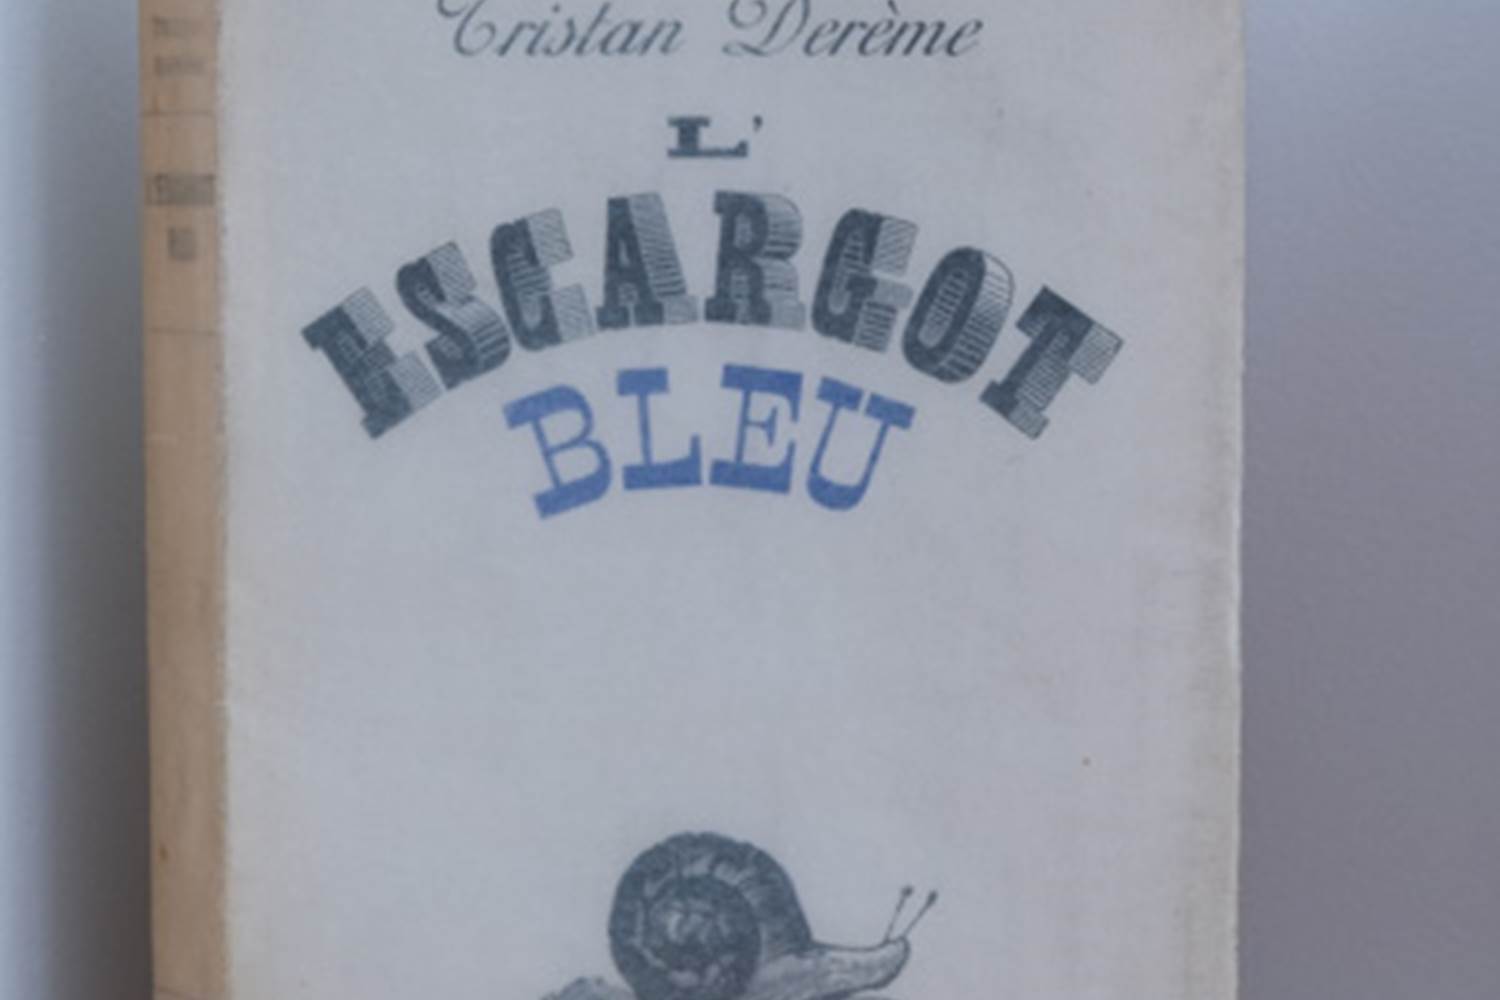 Tristan Derème
L'
ESCARGOT
BLEU